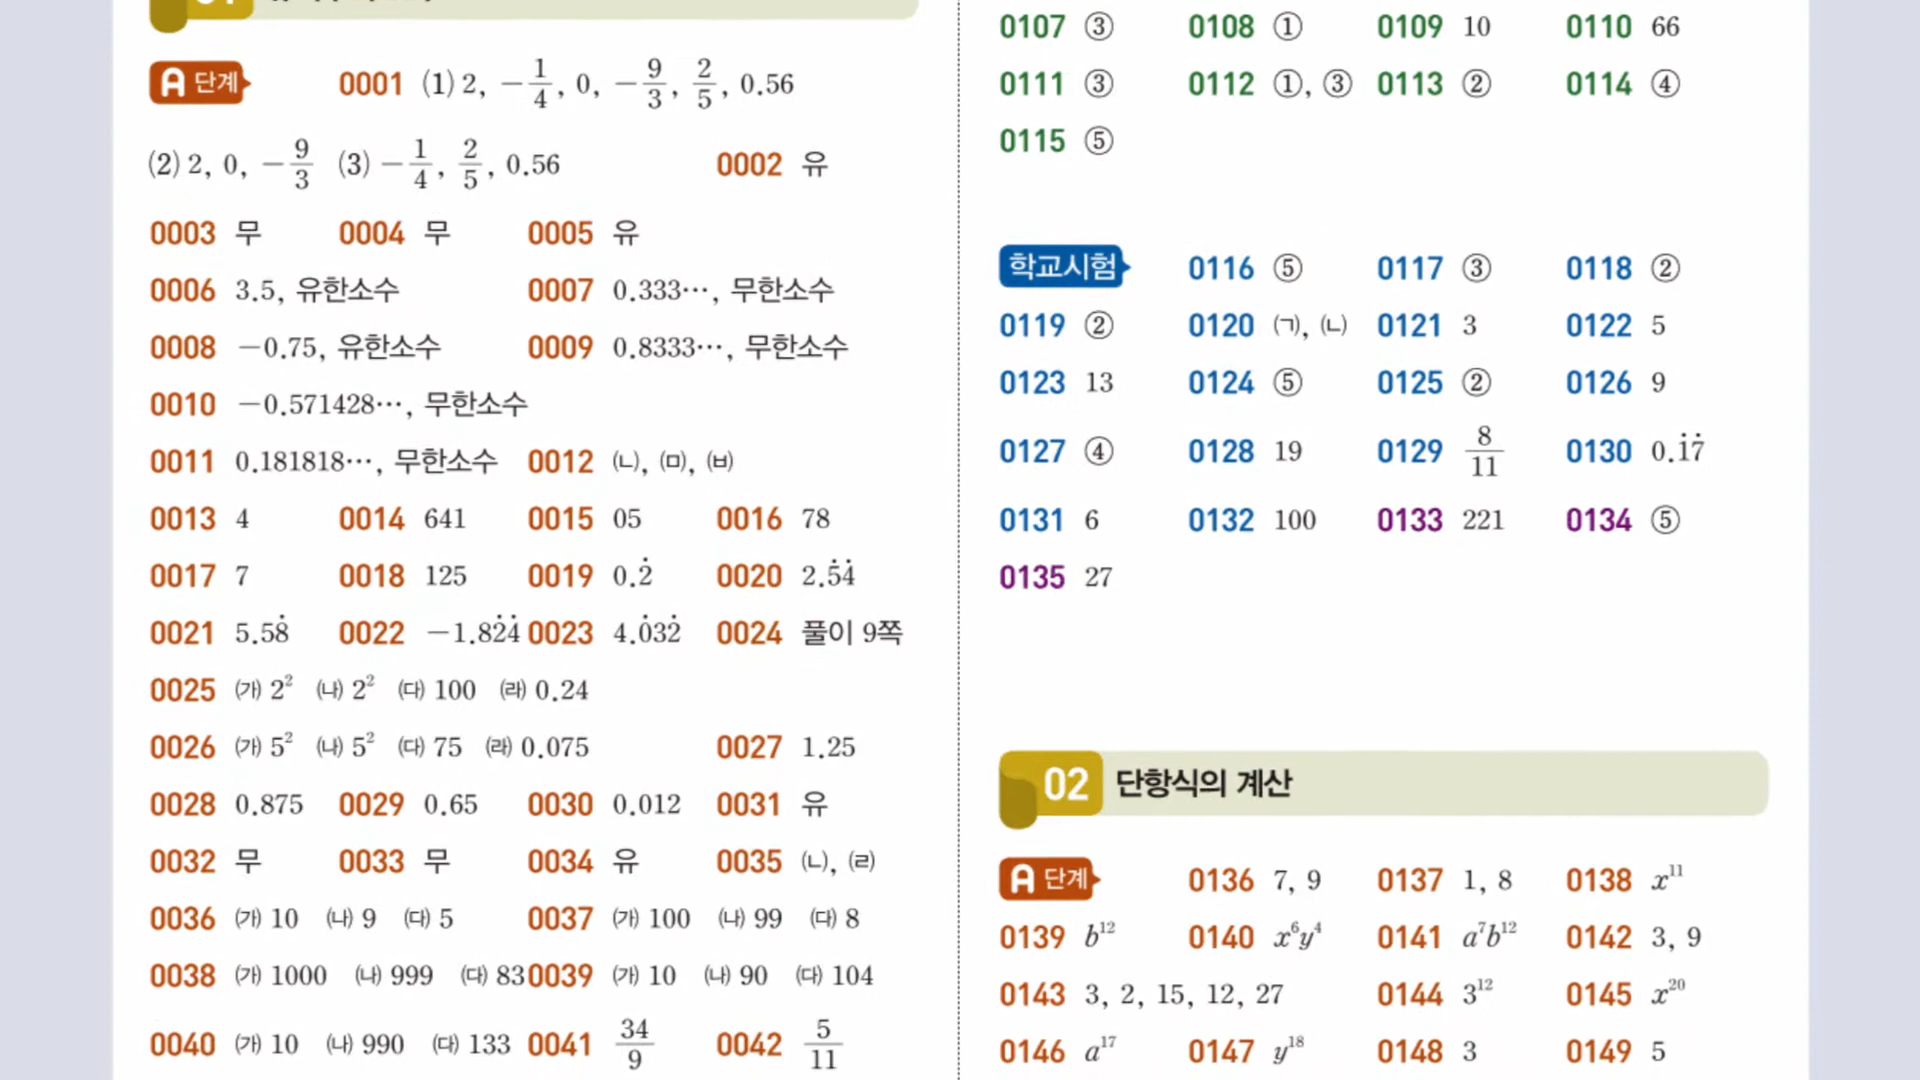 A 단계 0001 (1) 2, -1/4, 0, -9/3, 2/5, 0.56
(2) 2, 0, -9/3 (3) -1/4, 2/5, 0.56 0002 유
0003 무 0004 무 0005 유
0006 3.5, 유한소수 0007 0.333⋯, 무한소수
0008 -0.75, 유한소수 0009 0.8333⋯, 무한소수
0010 -0.571428⋯, 무한소수
0011 0.181818⋯, 무한소수 0012 ㈁, ㈄, ㈅
0013 4 0014 641 0015 05 0016 78
0017 7 0018 125 0019 0.2̇ 0020 2.5̇4̇
0021 5.58̇ 0022 -1.82̇4̇ 0023 4.0̇32̇ 0024 풀이 9쪽
0025 ㈎ 2² ㈏ 2² ㈐ 100 ㈑ 0.24
0026 ㈎ 5² ㈏ 5² ㈐ 75 ㈑ 0.075 0027 1.25
0028 0.875 0029 0.65 0030 0.012 0031 유
0032 무 0033 무 0034 유 0035 ㈁, ㈃
0036 ㈎ 10 ㈏ 9 ㈐ 5 0037 ㈎ 100 ㈏ 99 ㈐ 8
0038 ㈎ 1000 ㈏ 999 ㈐ 83 0039 ㈎ 10 ㈏ 90 ㈐ 104
0040 ㈎ 10 ㈏ 990 ㈐ 133 0041 34/9 0042 5/11
0107 ③ 0108 ① 0109 10 0110 66
0111 ③ 0112 ①, ③ 0113 ② 0114 ④
0115 ⑤
학교시험 0116 ⑤ 0117 ③ 0118 ②
0119 ② 0120 ㈀, ㈁ 0121 3 0122 5
0123 13 0124 ⑤ 0125 ② 0126 9
0127 ④ 0128 19 0129 8/11 0130 0.1̇7̇
0131 6 0132 100 0133 221 0134 ⑤
0135 27
02 단항식의 계산
A 단계 0136 7, 9 0137 1, 8 0138 x¹¹
0139 b¹² 0140 x⁶y⁴ 0141 a⁷b¹² 0142 3, 9
0143 3, 2, 15, 12, 27 0144 3¹² 0145 x²⁰
0146 a¹⁷ 0147 y¹⁸ 0148 3 0149 5